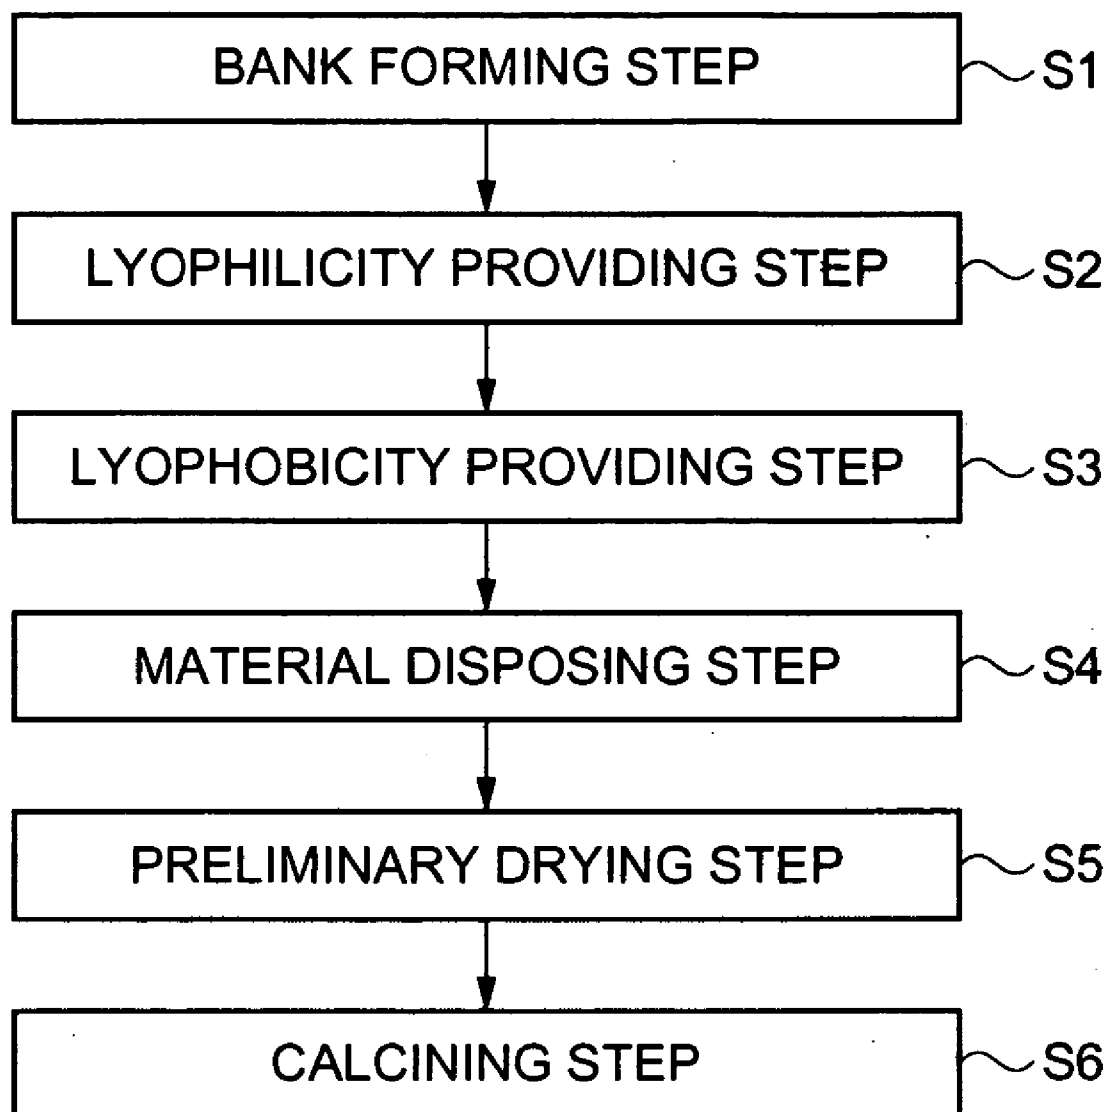 BANK FORMING STEP S1
LYOPHILICITY PROVIDING STEP S2
LYOPHOBICITY PROVIDING STEP S3
MATERIAL DISPOSING STEP S4
PRELIMINARY DRYING STEP S5
CALCINING STEP S6